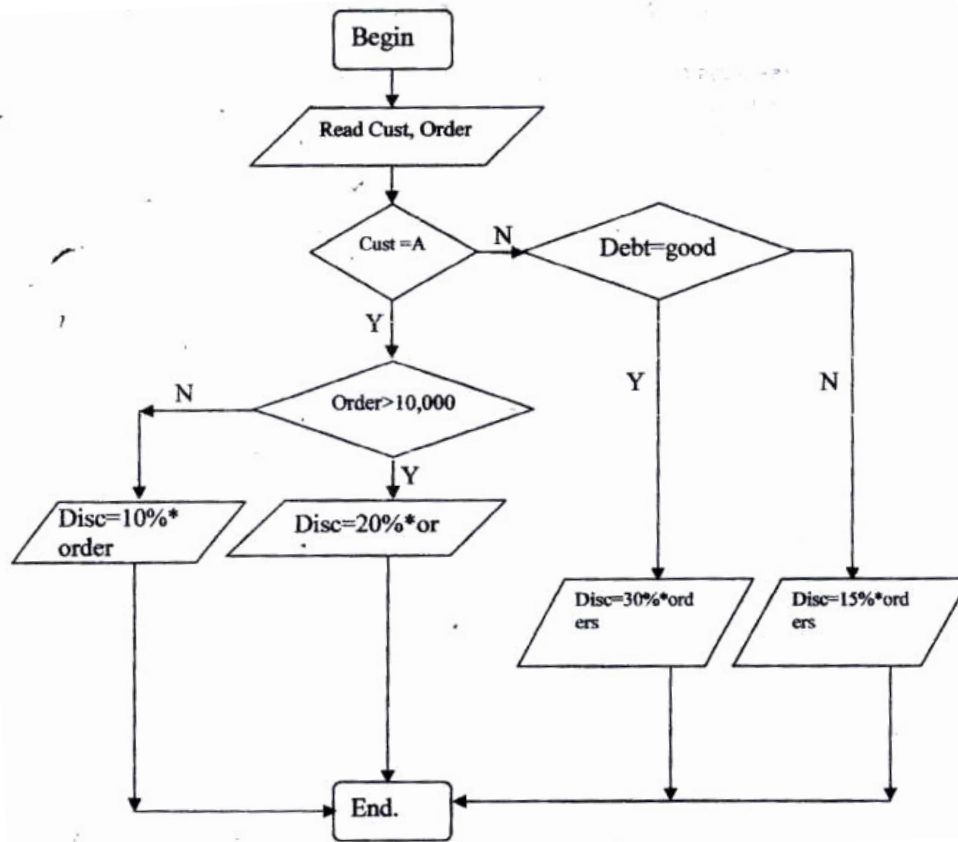 Begin
Read Cust, Order
Cust =A
N
Debt=good
Y
Y
N
N
Order>10,000
Y
Disc=10%*
order
Disc=20%*or
Disc=30%*ord
ers
Disc=15%*ord
ers
End.